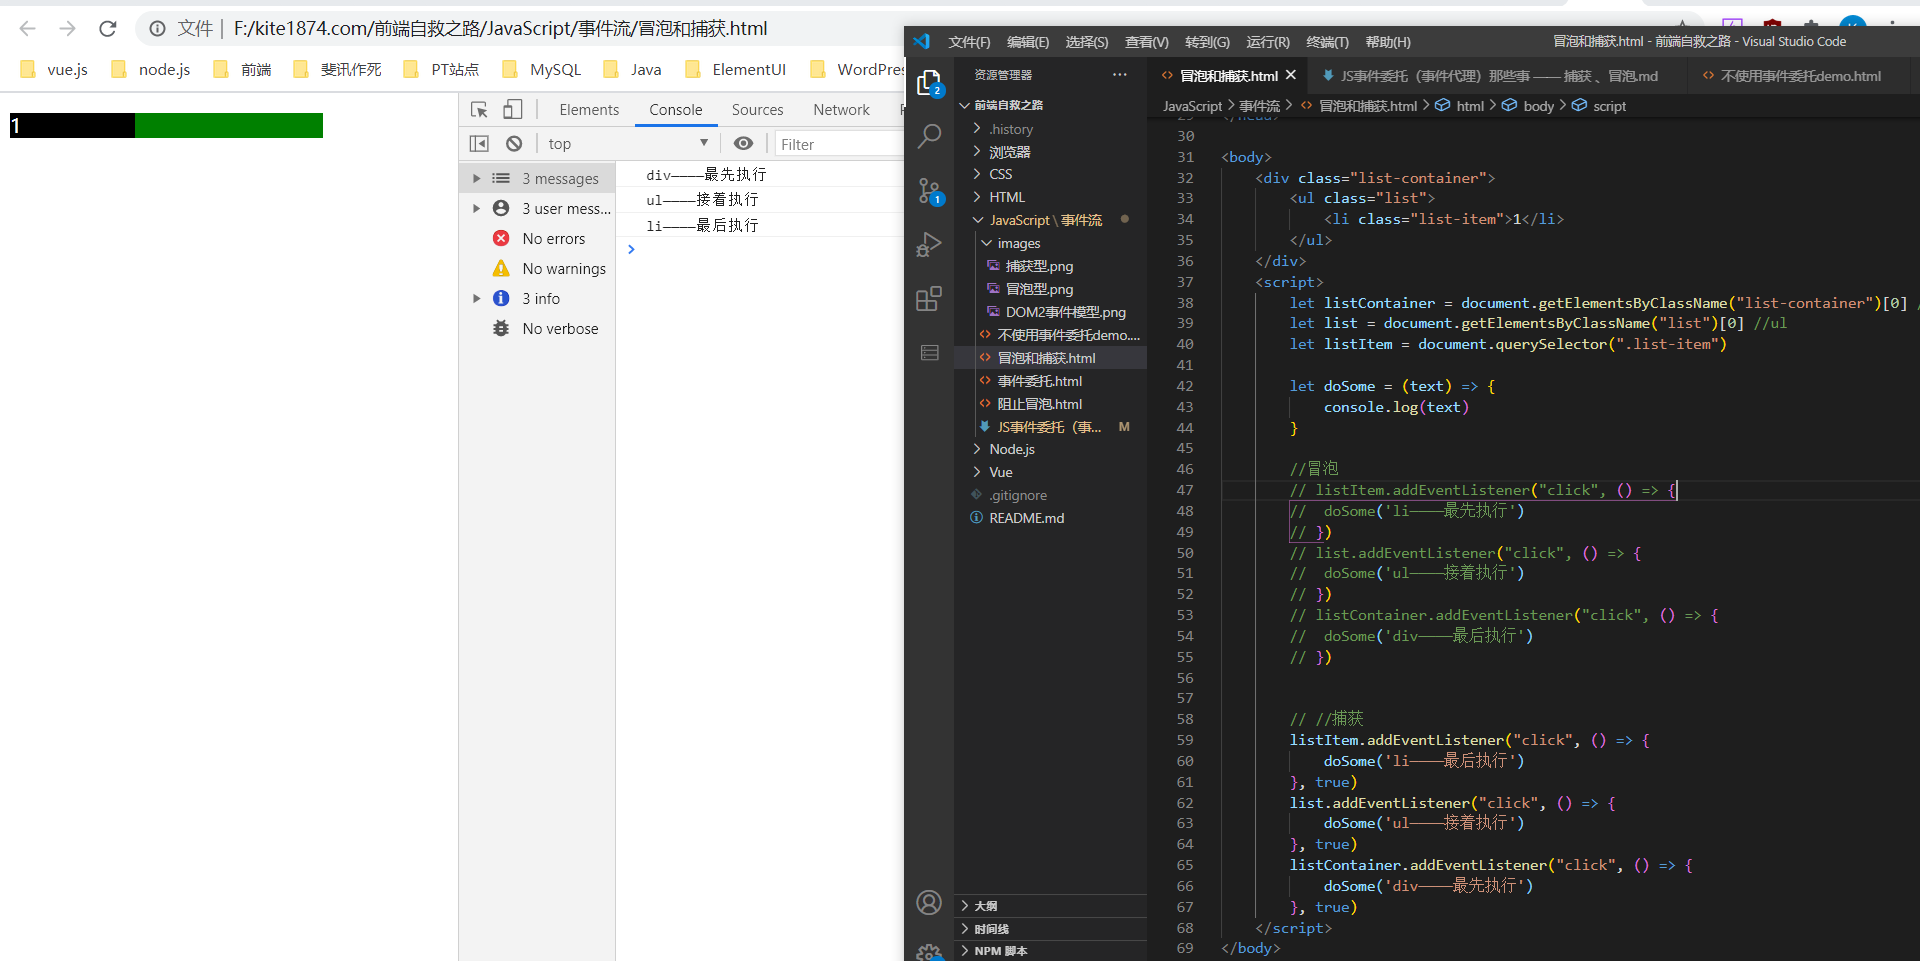 文件 | F:/kite1874.com/前端自救之路/JavaScript/事件流/冒泡和捕获.html
vue.js node.js 前端 斐讯作死 PT站点 MySQL Java ElementUI WordPres
1
Elements Console Sources Network
top Filter
3 messages
3 user mess...
No errors
No warnings
3 info
No verbose
div————最先执行
ul————接着执行
li————最后执行
文件(F) 编辑(E) 选择(S) 查看(V) 转到(G) 运行(R) 终端(T) 帮助(H) 冒泡和捕获.html - 前端自救之路 - Visual Studio Code
2
1
资源管理器 ···
前端自救之路
.history
浏览器
CSS
HTML
JavaScript \ 事件流
images
捕获型.png
冒泡型.png
DOM2事件模型.png
不使用事件委托demo....
冒泡和捕获.html
事件委托.html
阻止冒泡.html
JS事件委托（事... M
Node.js
Vue
.gitignore
README.md
大纲
时间线
NPM 脚本
冒泡和捕获.html JS事件委托（事件代理）那些事 —— 捕获 、冒泡.md 不使用事件委托demo.html
JavaScript > 事件流 > 冒泡和捕获.html > html > body > script
29 </head>
30
31 <body>
32 <div class="list-container">
33 <ul class="list">
34 <li class="list-item">1</li>
35 </ul>
36 </div>
37 <script>
38 let listContainer = document.getElementsByClassName("list-container")[0] /
39 let list = document.getElementsByClassName("list")[0] //ul
40 let listItem = document.querySelector(".list-item")
41
42 let doSome = (text) => {
43 console.log(text)
44 }
45
46 //冒泡
47 // listItem.addEventListener("click", () => {
48 // doSome('li————最先执行')
49 // })
50 // list.addEventListener("click", () => {
51 // doSome('ul————接着执行')
52 // })
53 // listContainer.addEventListener("click", () => {
54 // doSome('div————最后执行')
55 // })
56
57
58 // //捕获
59 listItem.addEventListener("click", () => {
60 doSome('li————最后执行')
61 }, true)
62 list.addEventListener("click", () => {
63 doSome('ul————接着执行')
64 }, true)
65 listContainer.addEventListener("click", () => {
66 doSome('div————最先执行')
67 }, true)
68 </script>
69 </body>